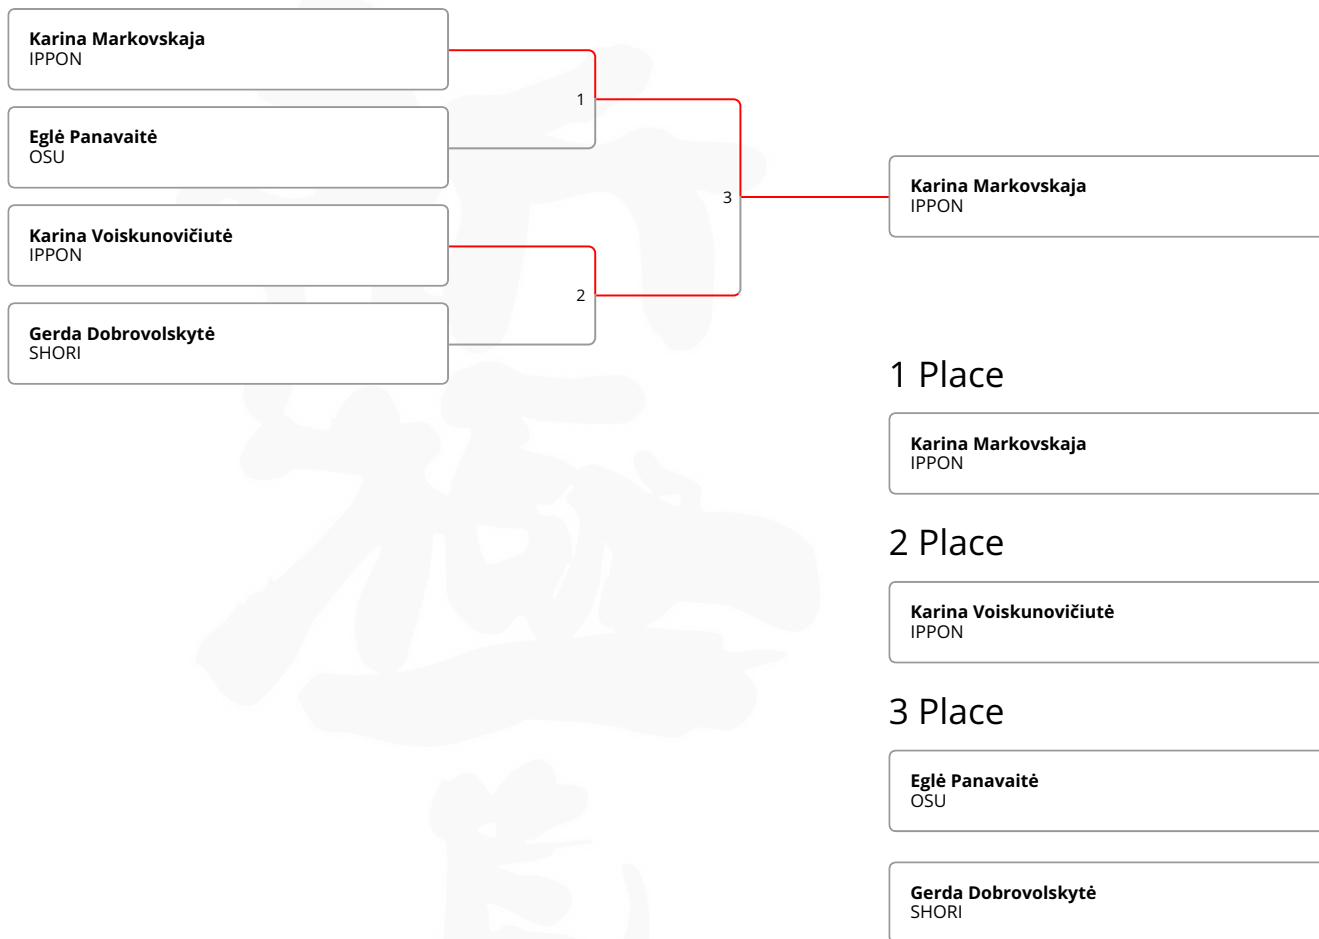 Karina Markovskaja
IPPON
Eglė Panavaitė
OSU
Karina Voiskunovičiutė
IPPON
Gerda Dobrovolskytė
SHORI
1
2
3
Karina Markovskaja
IPPON
1 Place
Karina Markovskaja
IPPON
2 Place
Karina Voiskunovičiutė
IPPON
3 Place
Eglė Panavaitė
OSU
Gerda Dobrovolskytė
SHORI